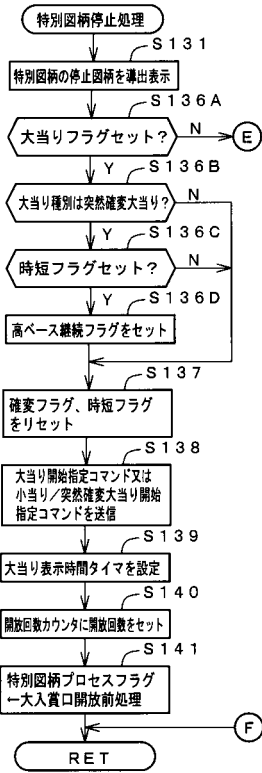 特別図柄停止処理
S131
特別図柄の停止図柄を導出表示
S136A
大当りフラグセット？
N
E
Y
S136B
大当り種別は突然確変大当り？
N
Y
S136C
時短フラグセット？
N
Y
S136D
高ベース継続フラグをセット
S137
確変フラグ、時短フラグ
をリセット
S138
大当り開始指定コマンド又は
小当り／突然確変大当り開始
指定コマンドを送信
S139
大当り表示時間タイマを設定
S140
開放回数カウンタに開放回数をセット
S141
特別図柄プロセスフラグ
←大入賞口開放前処理
F
RET